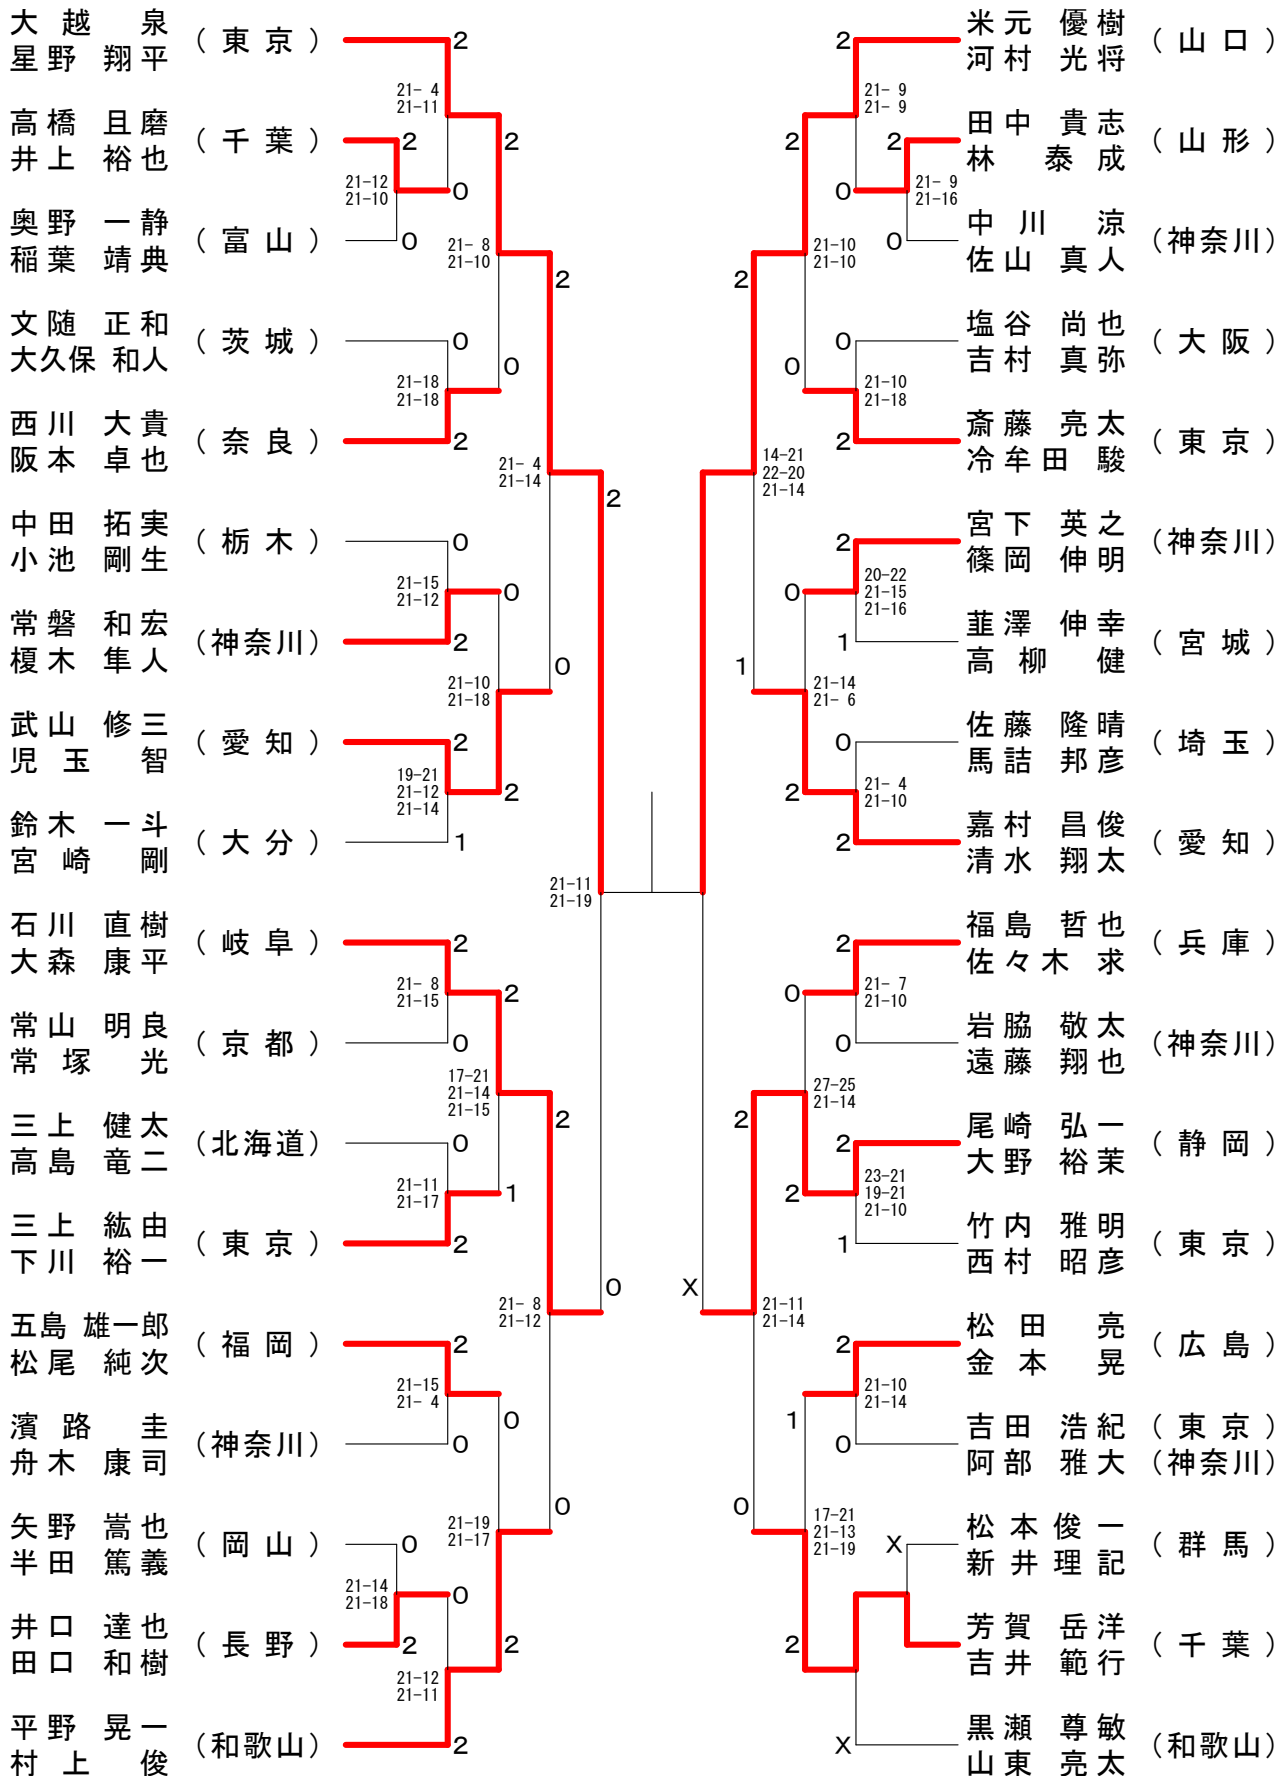 大越 泉
星野 翔平
(東京)
2
21- 4
21-11
高橋 且磨
井上 裕也
(千葉)
2
2
21-12
21-10
0
奥野 一静
稲葉 靖典
(富山)
0
21- 8
21-10
2
文随 正和
大久保 和人
(茨城)
0
0
21-18
21-18
西川 大貴
阪本 卓也
(奈良)
2
21- 4
21-14
2
中田 拓実
小池 剛生
(栃木)
0
21-15
21-12
0
常磐 和宏
榎木 隼人
(神奈川)
2
0
21-10
21-18
武山 修三
児玉 智
(愛知)
2
19-21
21-12
21-14
2
鈴木 一斗
宮崎 剛
(大分)
1
21-11
21-19
石川 直樹
大森 康平
(岐阜)
2
21- 8
21-15
2
常山 明良
常塚 光
(京都)
0
17-21
21-14
21-15
2
三上 健太
高島 竜二
(北海道)
0
21-11
21-17
1
三上 紘由
下川 裕一
(東京)
2
0
21- 8
21-12
五島 雄一郎
松尾 純次
(福岡)
2
21-15
21- 4
0
濱路 圭
舟木 康司
(神奈川)
0
0
21-19
21-17
矢野 嵩也
半田 篤義
(岡山)
0
21-14
21-18
0
井口 達也
田口 和樹
(長野)
2
2
21-12
21-11
平野 晃一
村上 俊
(和歌山)
2
2
米元 優樹
河村 光将
(山口)
21- 9
21- 9
2
2
田中 貴志
林 泰成
(山形)
0
21- 9
21-16
0
中川 涼
佐山 真人
(神奈川)
21-10
21-10
2
0
塩谷 尚也
吉村 真弥
(大阪)
0
21-10
21-18
2
斎藤 亮太
冷牟田 駿
(東京)
14-21
22-20
21-14
2
宮下 英之
篠岡 伸明
(神奈川)
0
20-22
21-15
21-16
1
韮澤 伸幸
高柳 健
(宮城)
1
21-14
21- 6
0
佐藤 隆晴
馬詰 邦彦
(埼玉)
2
21- 4
21-10
2
嘉村 昌俊
清水 翔太
(愛知)
2
福島 哲也
佐々木 求
(兵庫)
0
21- 7
21-10
0
岩脇 敬太
遠藤 翔也
(神奈川)
27-25
21-14
2
2
尾崎 弘一
大野 裕茉
(静岡)
2
23-21
19-21
21-10
1
竹内 雅明
西村 昭彦
(東京)
X
21-11
21-14
2
松田 亮
金本 晃
(広島)
1
21-10
21-14
0
吉田 浩紀
阿部 雅大
(東京)
(神奈川)
0
17-21
21-13
21-19
X
松本 俊一
新井 理記
(群馬)
2
芳賀 岳洋
吉井 範行
(千葉)
X
黒瀬 尊敏
山東 亮太
(和歌山)